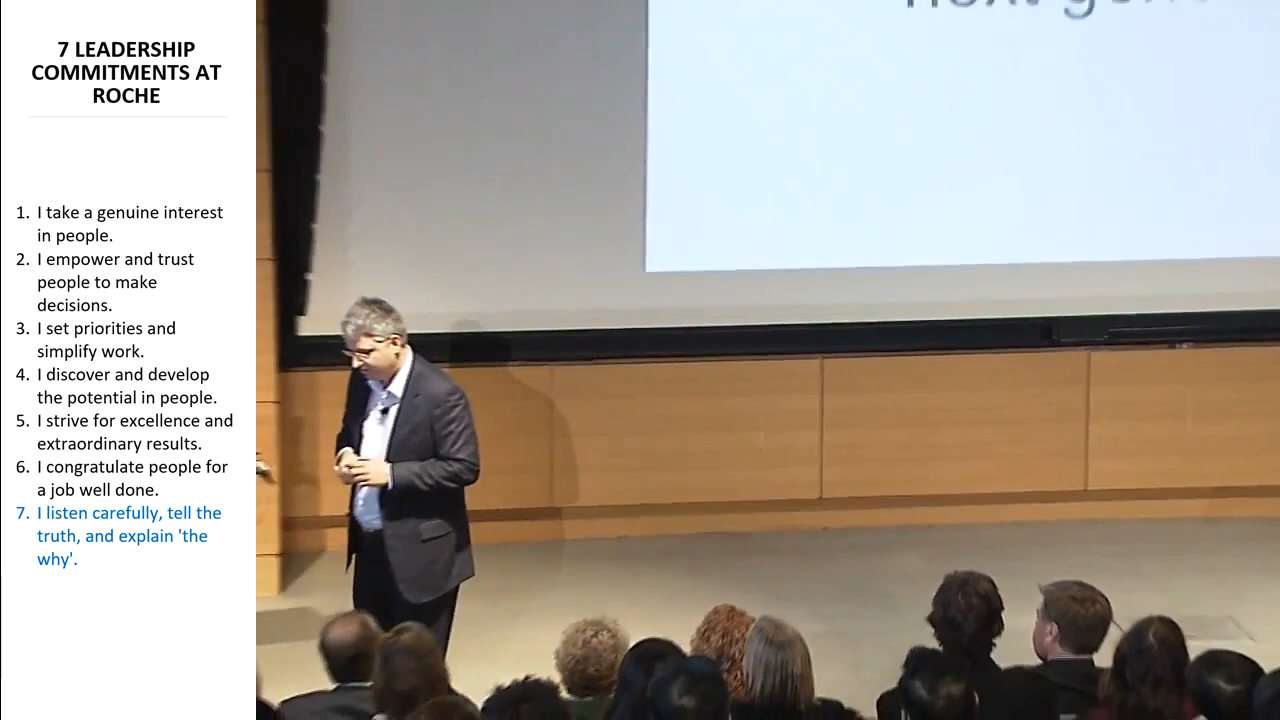 7 LEADERSHIP
COMMITMENTS AT
ROCHE
1. I take a genuine interest
in people.
2. I empower and trust
people to make
decisions.
3. I set priorities and
simplify work.
4. I discover and develop
the potential in people.
5. I strive for excellence and
extraordinary results.
6. I congratulate people for
a job well done.
7. I listen carefully, tell the
truth, and explain 'the
why'.